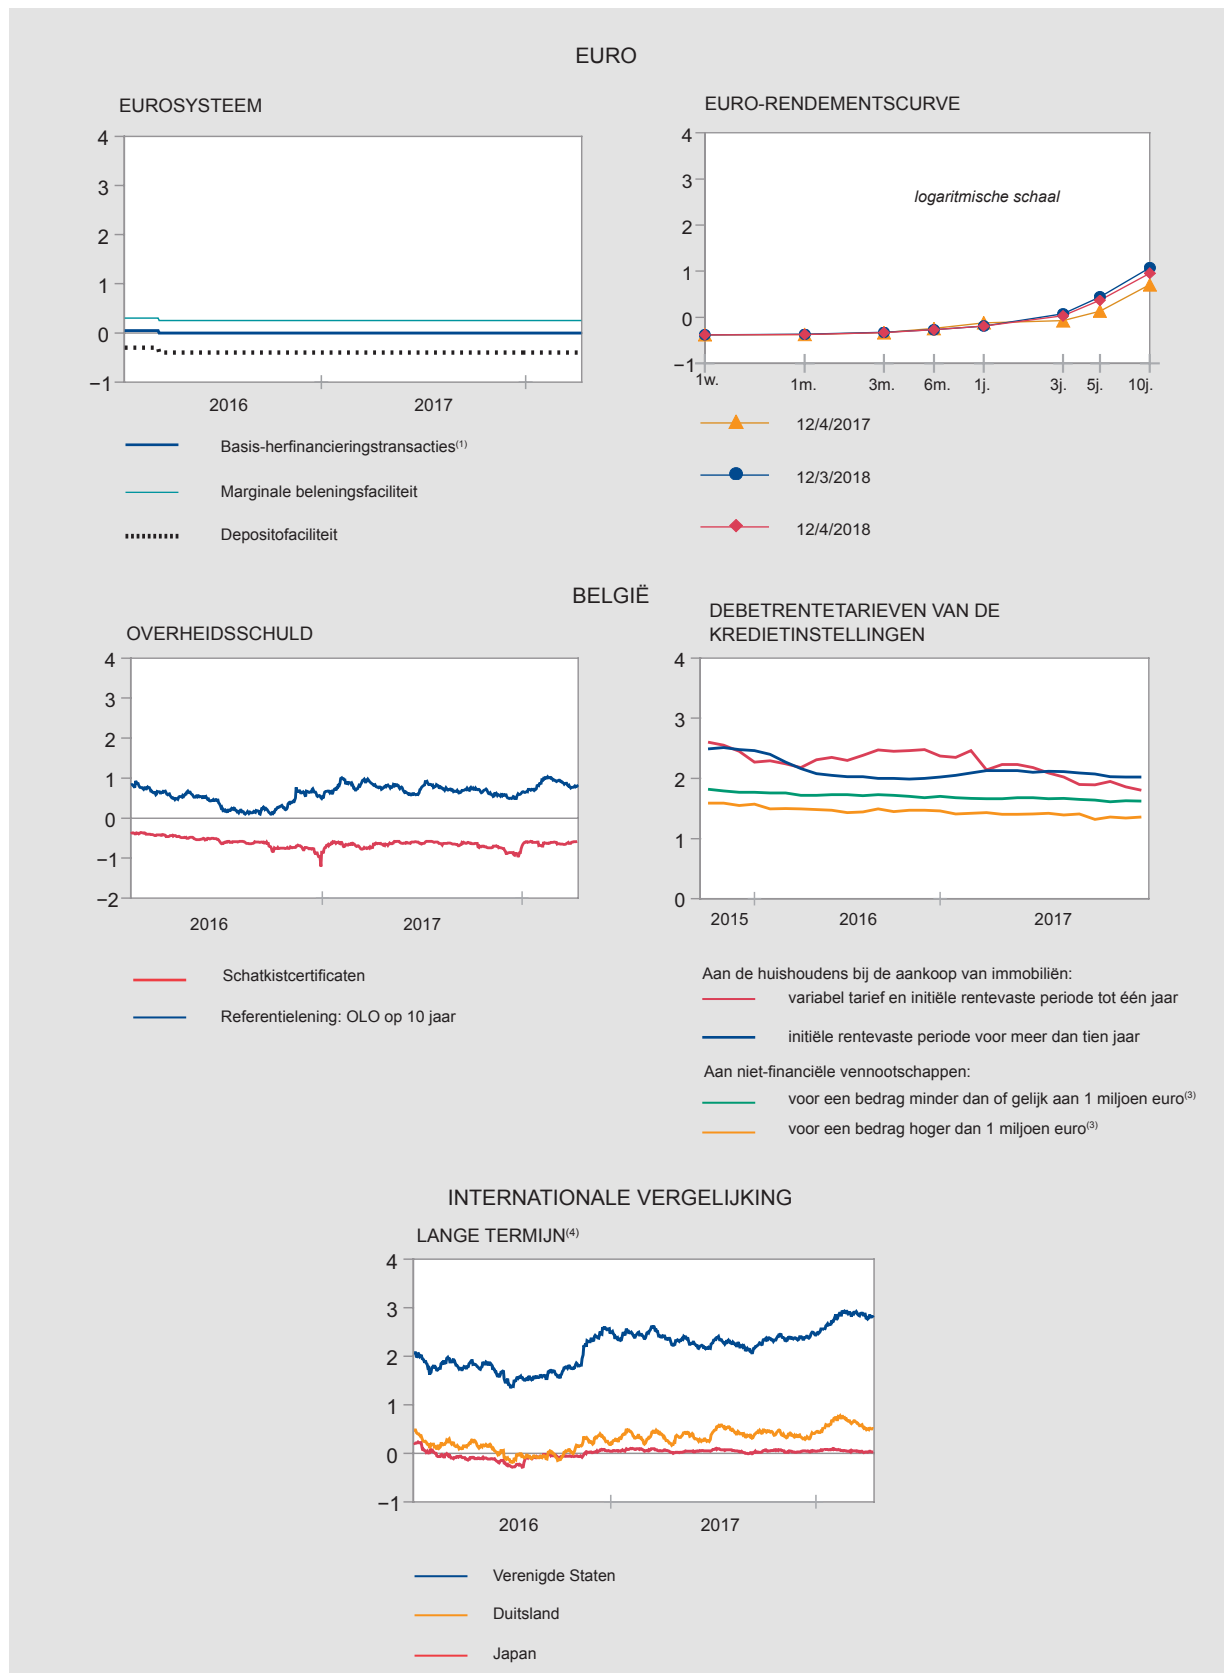 EURO
EUROSYSTEEM
4
3
2
1
0
−1
2016 2017
Basis-herfinancieringstransacties(1)
Marginale beleningsfaciliteit
Depositofaciliteit
EURO-RENDEMENTSCURVE
4
3
2
1
0
−1
logaritmische schaal
1w. 1m. 3m. 6m. 1j. 3j. 5j. 10j.
12/4/2017
12/3/2018
12/4/2018
BELGIË
OVERHEIDSSCHULD
4
3
2
1
0
−1
−2
2016 2017
Schatkistcertificaten
Referentielening: OLO op 10 jaar
DEBETRENTETARIEVEN VAN DE
KREDIETINSTELLINGEN
4
3
2
1
0
2015 2016 2017
Aan de huishoudens bij de aankoop van immobiliën:
variabel tarief en initiële rentevaste periode tot één jaar
initiële rentevaste periode voor meer dan tien jaar
Aan niet-financiële vennootschappen:
voor een bedrag minder dan of gelijk aan 1 miljoen euro(3)
voor een bedrag hoger dan 1 miljoen euro(3)
INTERNATIONALE VERGELIJKING
LANGE TERMIJN(4)
4
3
2
1
0
−1
2016 2017
Verenigde Staten
Duitsland
Japan